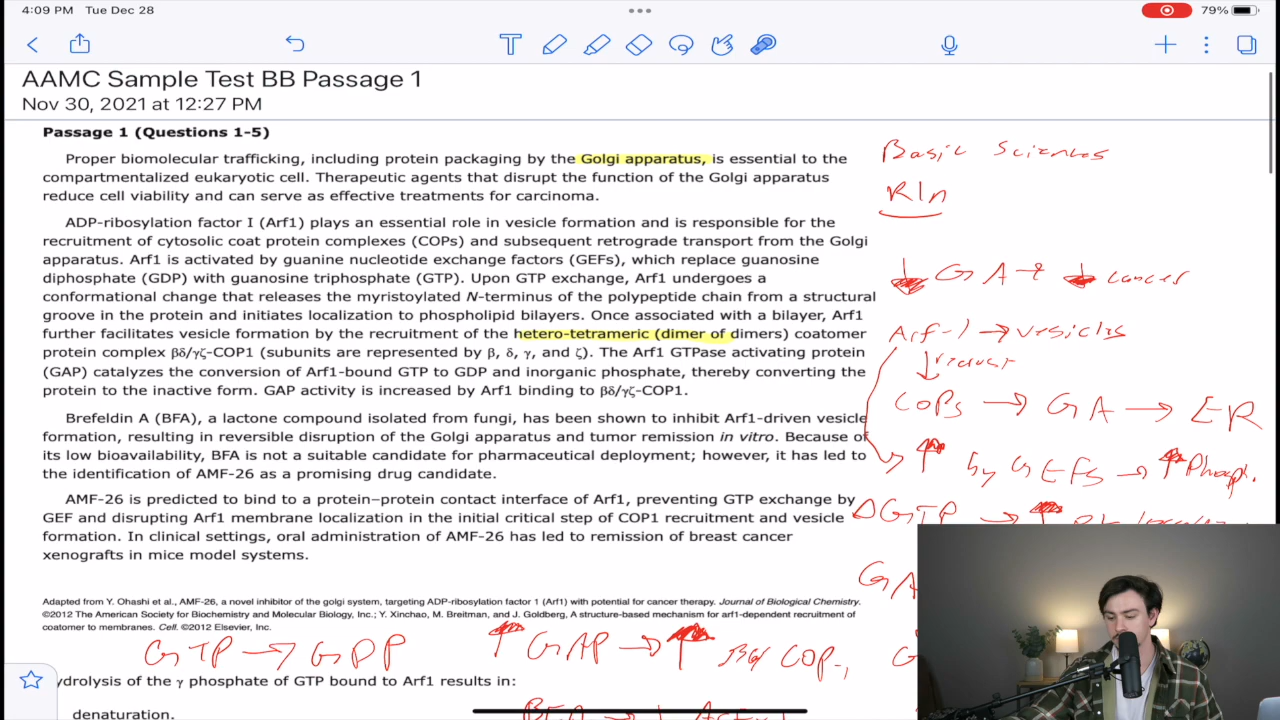 4:09 PM Tue Dec 28
79%
AAMC Sample Test BB Passage 1
Nov 30, 2021 at 12:27 PM
Passage 1 (Questions 1-5)
Proper biomolecular trafficking, including protein packaging by the Golgi apparatus, is essential to the
compartmentalized eukaryotic cell. Therapeutic agents that disrupt the function of the Golgi apparatus
reduce cell viability and can serve as effective treatments for carcinoma.
ADP-ribosylation factor I (Arf1) plays an essential role in vesicle formation and is responsible for the
recruitment of cytosolic coat protein complexes (COPs) and subsequent retrograde transport from the Golgi
apparatus. Arf1 is activated by guanine nucleotide exchange factors (GEFs), which replace guanosine
diphosphate (GDP) with guanosine triphosphate (GTP). Upon GTP exchange, Arf1 undergoes a
conformational change that releases the myristoylated N-terminus of the polypeptide chain from a structural
groove in the protein and initiates localization to phospholipid bilayers. Once associated with a bilayer, Arf1
further facilitates vesicle formation by the recruitment of the hetero-tetrameric (dimer of dimers) coatomer
protein complex βδ/γζ-COP1 (subunits are represented by β, δ, γ, and ζ). The Arf1 GTPase activating protein
(GAP) catalyzes the conversion of Arf1-bound GTP to GDP and inorganic phosphate, thereby converting the
protein to the inactive form. GAP activity is increased by Arf1 binding to βδ/γζ-COP1.
Brefeldin A (BFA), a lactone compound isolated from fungi, has been shown to inhibit Arf1-driven vesicle
formation, resulting in reversible disruption of the Golgi apparatus and tumor remission in vitro. Because of
its low bioavailability, BFA is not a suitable candidate for pharmaceutical deployment; however, it has led to
the identification of AMF-26 as a promising drug candidate.
AMF-26 is predicted to bind to a protein–protein contact interface of Arf1, preventing GTP exchange by
GEF and disrupting Arf1 membrane localization in the initial critical step of COP1 recruitment and vesicle
formation. In clinical settings, oral administration of AMF-26 has led to remission of breast cancer
xenografts in mice model systems.
Adapted from Y. Ohashi et al., AMF-26, a novel inhibitor of the golgi system, targeting ADP-ribosylation factor 1 (Arf1) with potential for cancer therapy. Journal of Biological Chemistry.
©2012 The American Society for Biochemistry and Molecular Biology, Inc.; Y. Xinchao, M. Breitman, and J. Goldberg, A structure-based mechanism for arf1-dependent recruitment of
coatomer to membranes. Cell. ©2012 Elsevier, Inc.
ydrolysis of the γ phosphate of GTP bound to Arf1 results in:
denaturation.
Basic Sciences
R/n
↓ GA → ↓ cancer
Arf-1 → vesicles
↓ recruit
COPs → GA → ER
↑ by GEFs → ↑ Phosph.
ΔGTP → ↑
GA
GTP → GDP
↑ GAP → ↑ COP-1
BFA → ↓